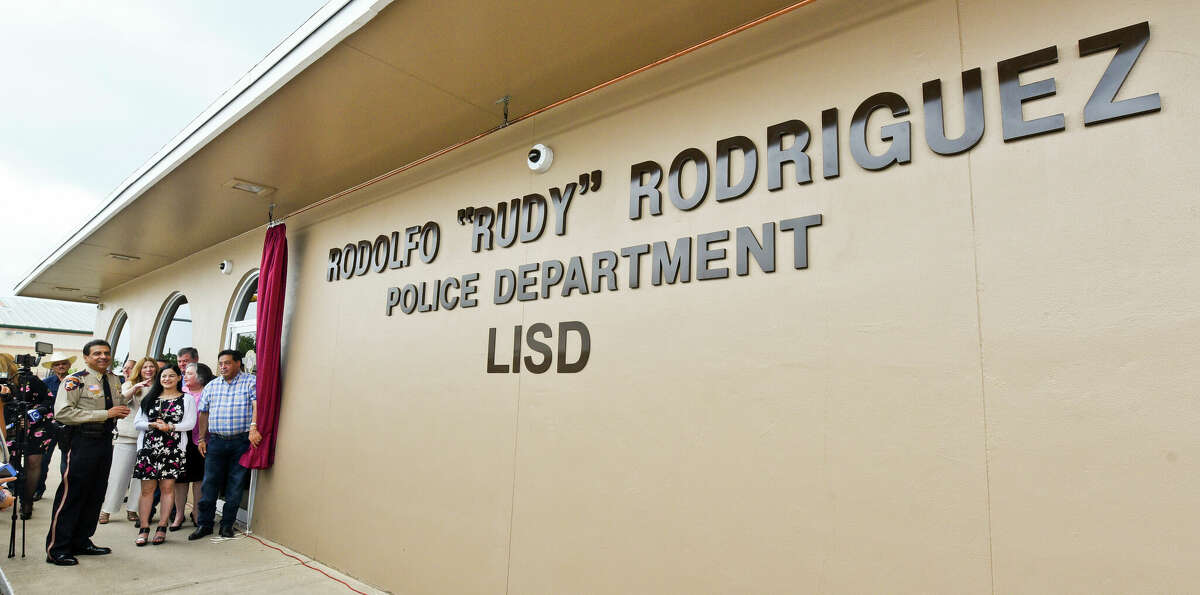 RODOLFO "RUDY" RODRIGUEZ
POLICE DEPARTMENT
LISD